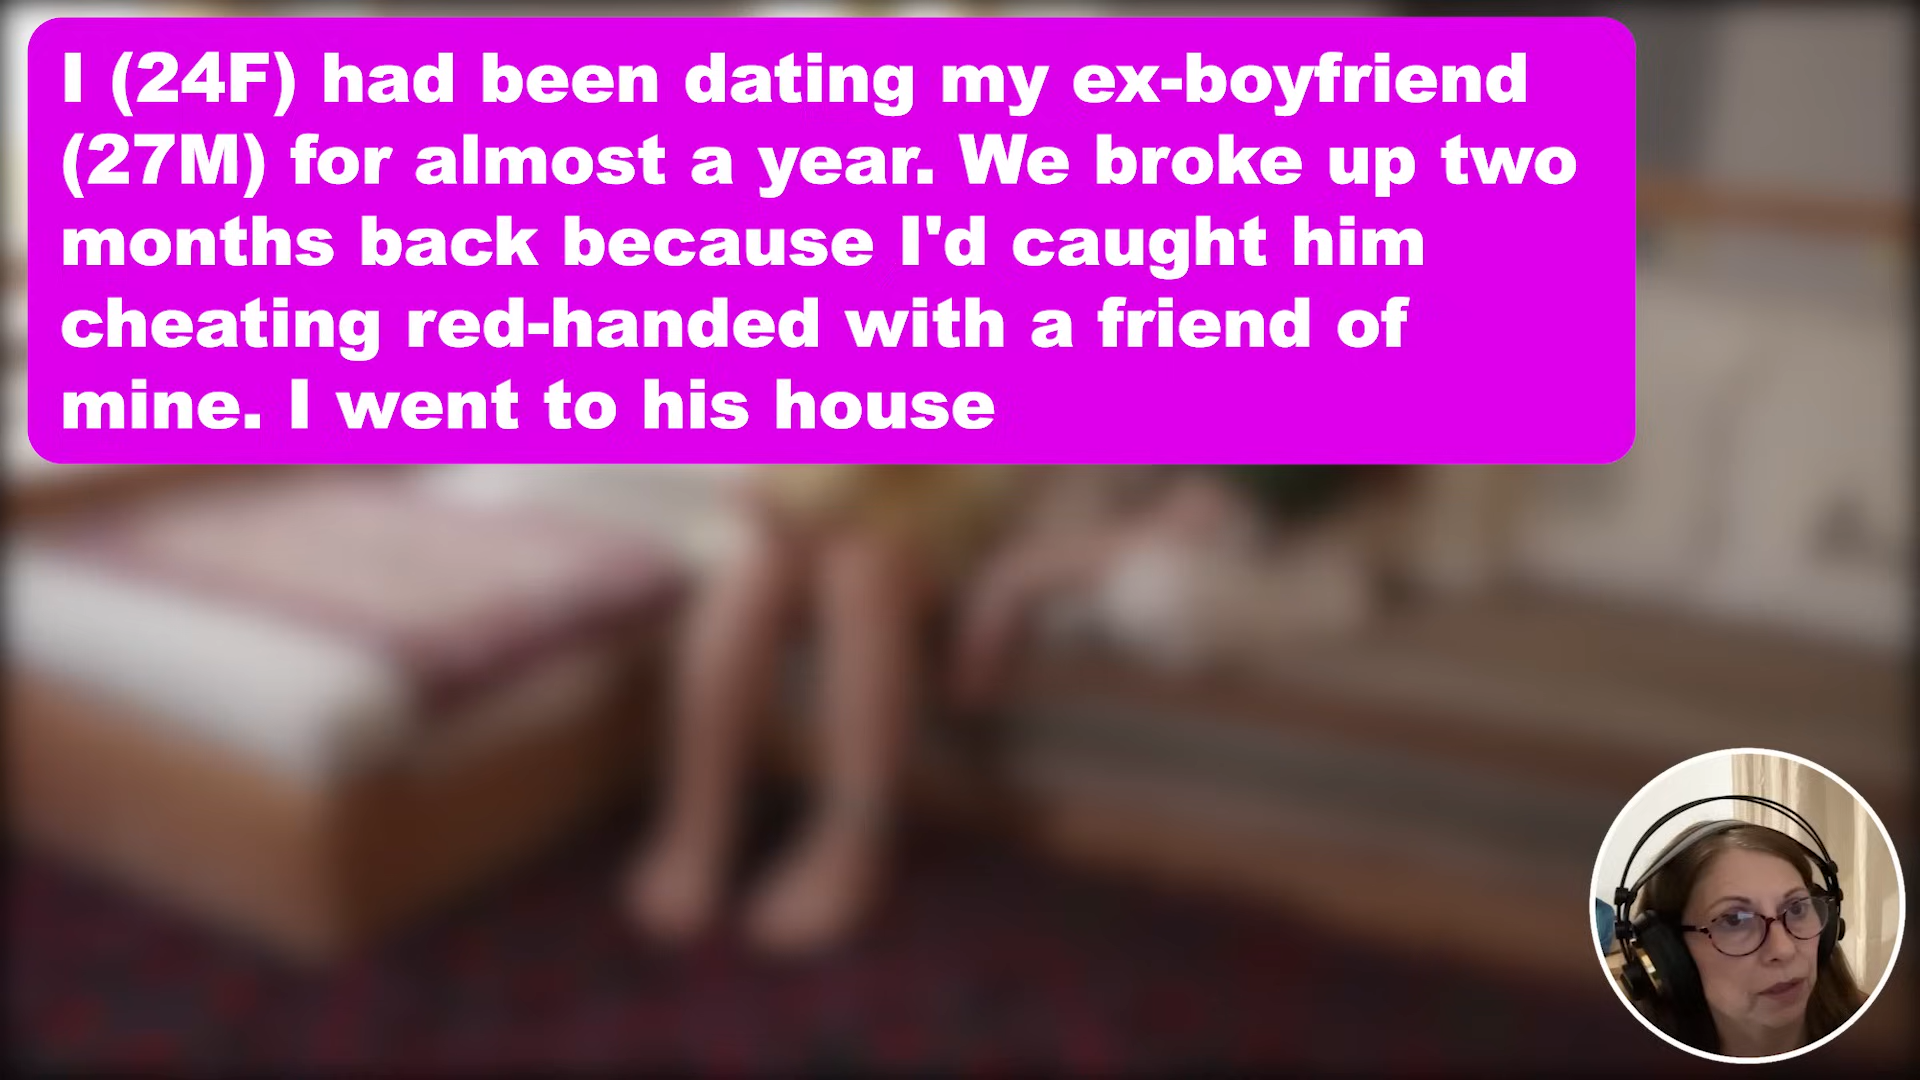 I (24F) had been dating my ex-boyfriend
(27M) for almost a year. We broke up two
months back because I'd caught him
cheating red-handed with a friend of
mine. I went to his house